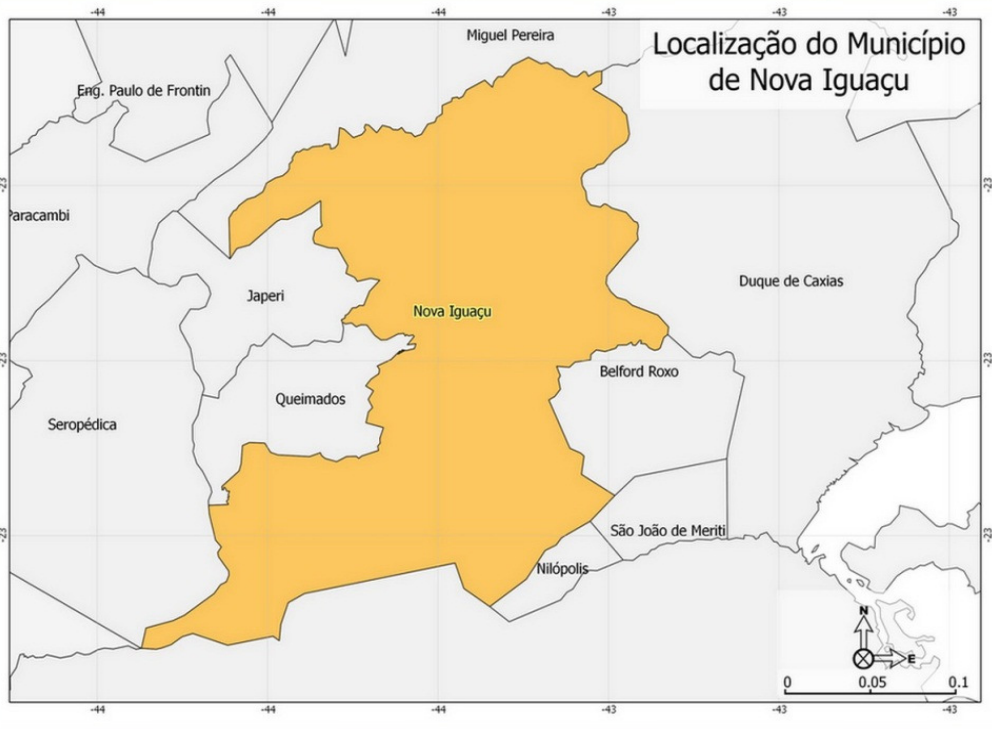 -44
-44
-44
-43
-43
-43
Miguel Pereira
Localização do Município
de Nova Iguaçu
Eng. Paulo de Frontin
-23
-23
Paracambi
Duque de Caxias
Japeri
Nova Iguaçu
-23
-23
Belford Roxo
Queimados
Seropédica
-23
-23
São João de Meriti
Nilópolis
N
E
0 0.05 0.1
-44
-44
-44
-43
-43
-43